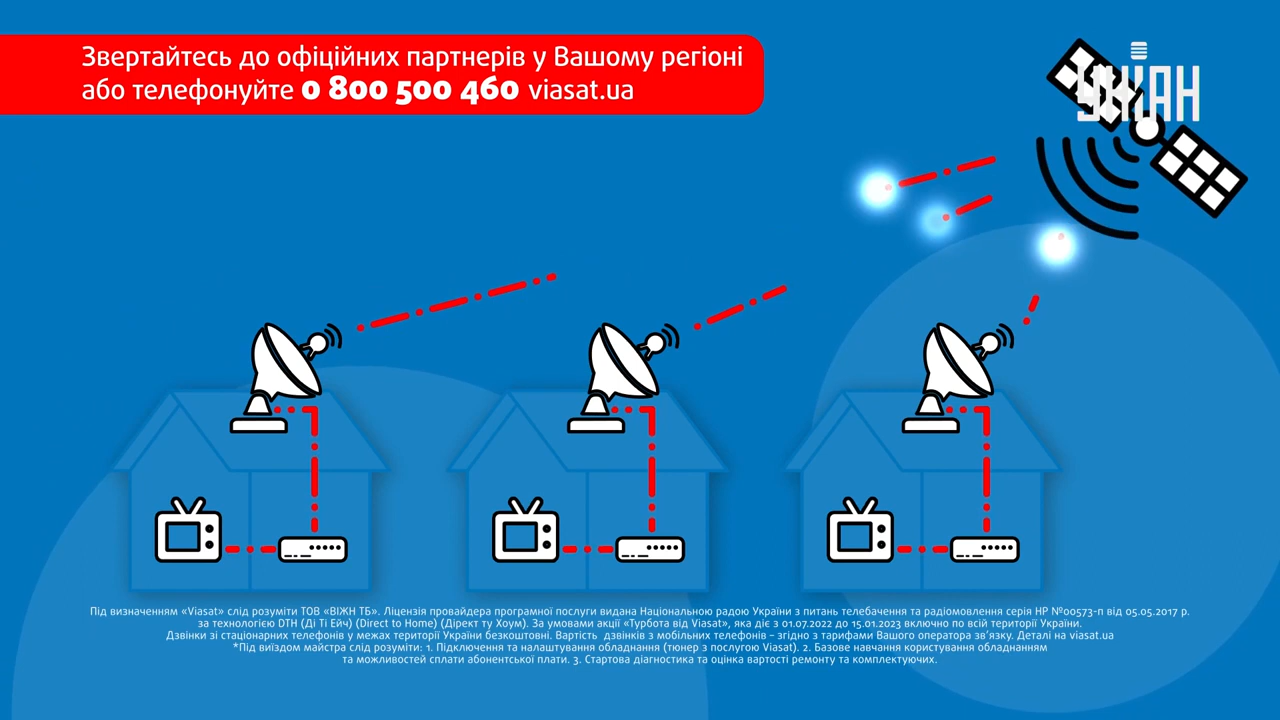 Звертайтесь до офіційних партнерів у Вашому регіоні
або телефонуйте 0 800 500 460 viasat.ua
УНІАН
Під визначенням «Viasat» слід розуміти ТОВ «ВІЖН ТБ». Ліцензія провайдера програмної послуги видана Національною радою України з питань телебачення та радіомовлення серія НР №00573-п від 05.05.2017 р.
за технологією DTH (Ді Ті Ейч) (Direct to Home) (Дірект ту Хоум). За умовами акції «Турбота від Viasat», яка діє з 01.07.2022 до 15.01.2023 включно по всій території України.
Дзвінки зі стаціонарних телефонів у межах території України безкоштовні. Вартість дзвінків з мобільних телефонів – згідно з тарифами Вашого оператора зв’язку. Деталі на viasat.ua
*Під виїздом майстра слід розуміти: 1. Підключення та налаштування обладнання (тюнер з послугою Viasat). 2. Базове навчання користування обладнанням
та можливостей сплати абонентської плати. 3. Стартова діагностика та оцінка вартості ремонту та комплектуючих.